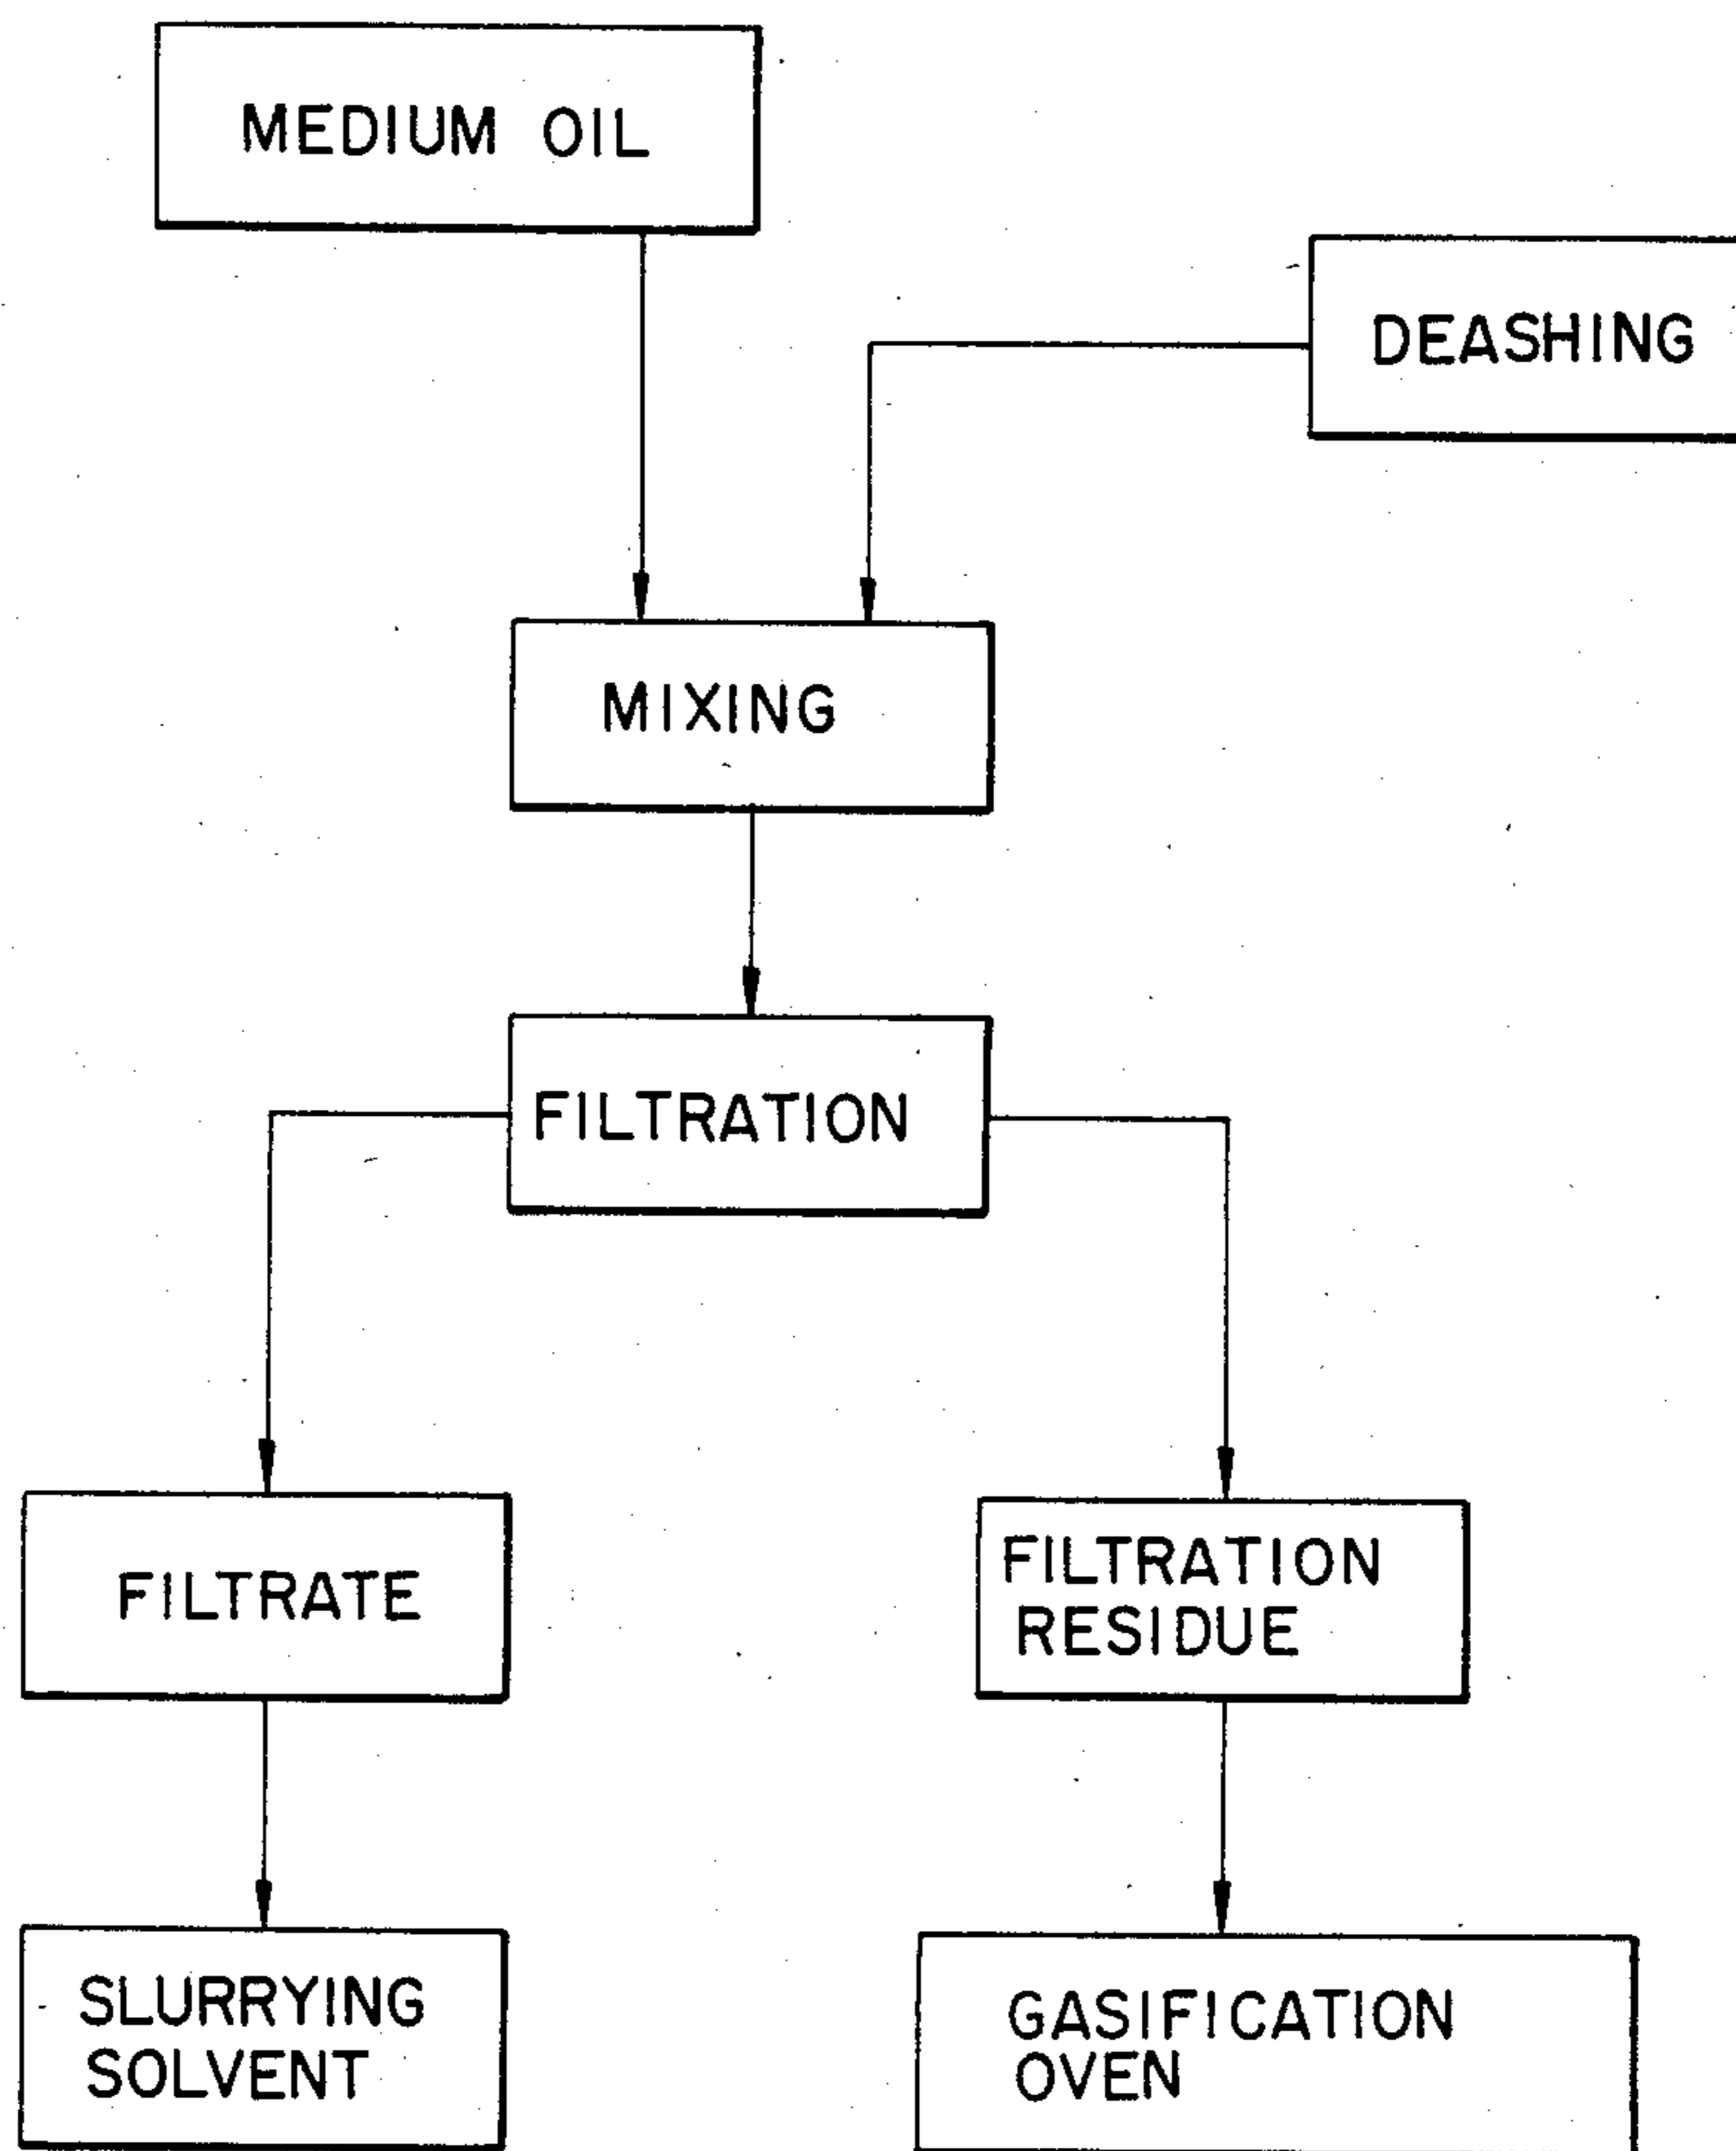 MEDIUM OIL
DEASHING
MIXING
FILTRATION
FILTRATE
FILTRATION
RESIDUE
SLURRYING
SOLVENT
GASIFICATION
OVEN